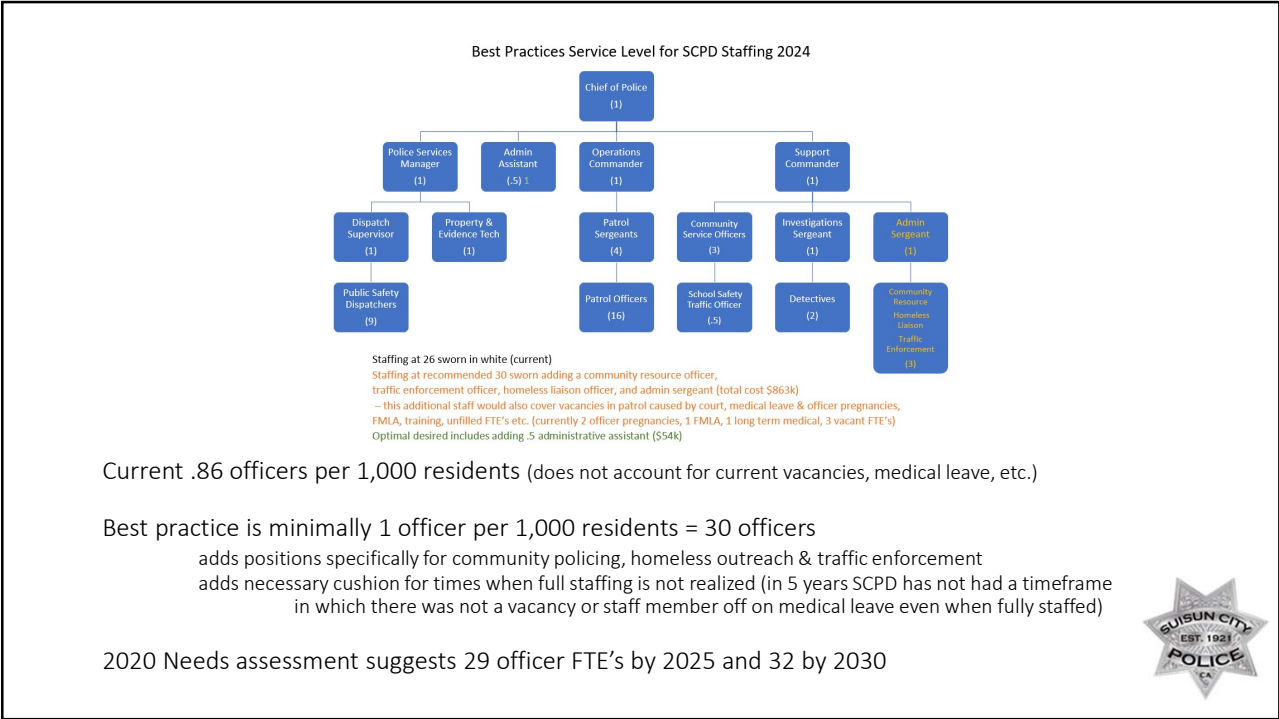 Best Practices Service Level for SCPD Staffing 2024
Chief of Police
(1)
Police Services
Manager
(1)
Admin
Assistant
(.5) 1
Operations
Commander
(1)
Support
Commander
(1)
Dispatch
Supervisor
(1)
Property &
Evidence Tech
(1)
Patrol
Sergeants
(4)
Community
Service Officers
(3)
Investigations
Sergeant
(1)
Admin
Sergeant
(1)
Public Safety
Dispatchers
(9)
Patrol Officers
(16)
School Safety
Traffic Officer
(.5)
Detectives
(2)
Community
Resource
Homeless
Liaison
Traffic
Enforcement
(3)
Staffing at 26 sworn in white (current)
Staffing at recommended 30 sworn adding a community resource officer,
traffic enforcement officer, homeless liaison officer, and admin sergeant (total cost $863k)
– this additional staff would also cover vacancies in patrol caused by court, medical leave & officer pregnancies,
FMLA, training, unfilled FTE's etc. (currently 2 officer pregnancies, 1 FMLA, 1 long term medical, 3 vacant FTE's)
Optimal desired includes adding .5 administrative assistant ($54k)
Current .86 officers per 1,000 residents (does not account for current vacancies, medical leave, etc.)
Best practice is minimally 1 officer per 1,000 residents = 30 officers
adds positions specifically for community policing, homeless outreach & traffic enforcement
adds necessary cushion for times when full staffing is not realized (in 5 years SCPD has not had a timeframe
in which there was not a vacancy or staff member off on medical leave even when fully staffed)
2020 Needs assessment suggests 29 officer FTE's by 2025 and 32 by 2030
SUISUN CITY
EST. 1921
POLICE
CA